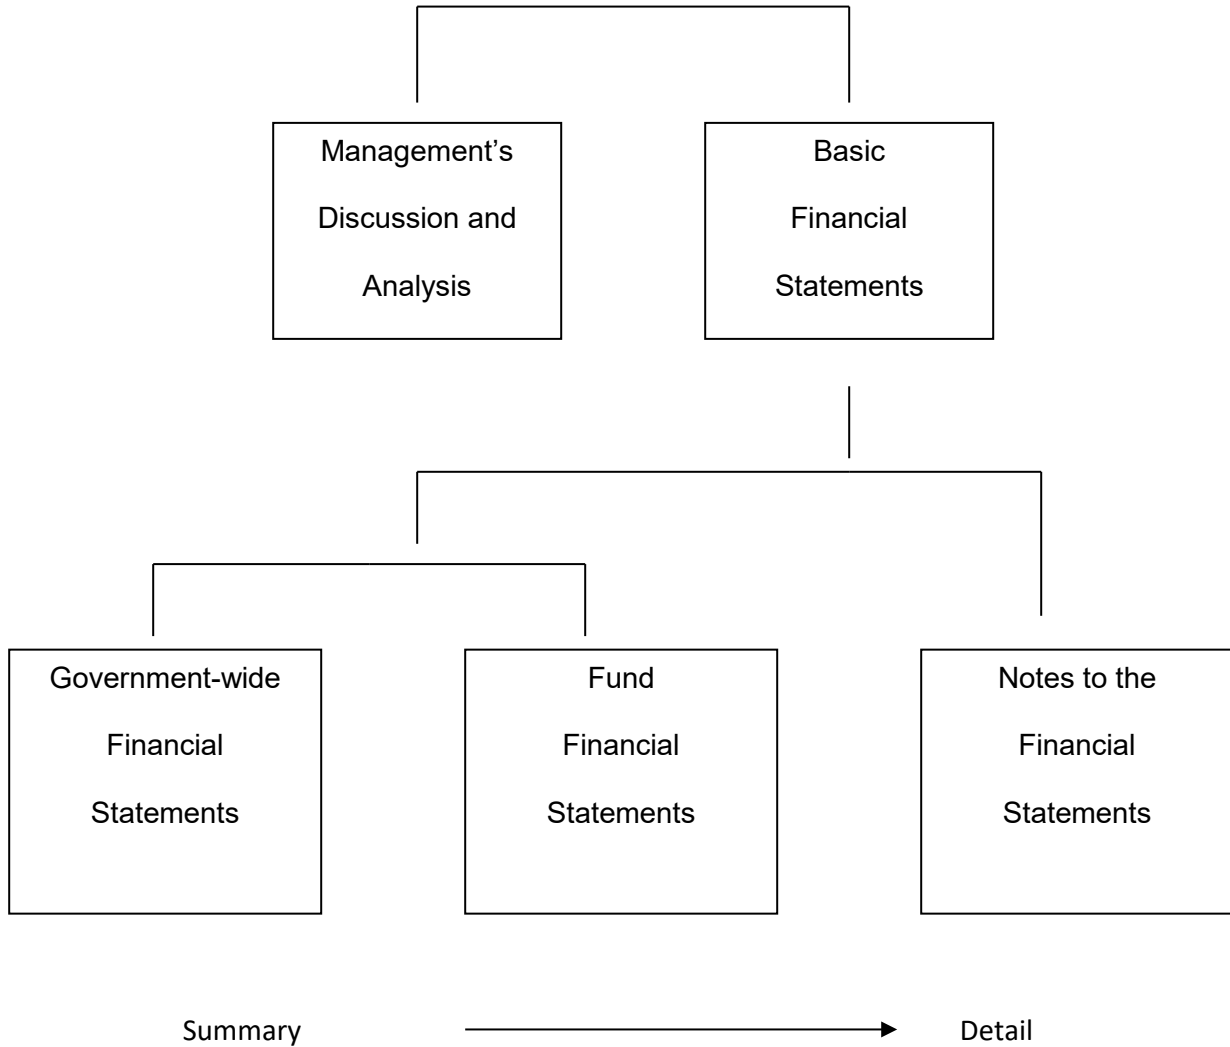 Management’s
Discussion and
Analysis
Basic
Financial
Statements
Government-wide
Financial
Statements
Fund
Financial
Statements
Notes to the
Financial
Statements
Summary
Detail